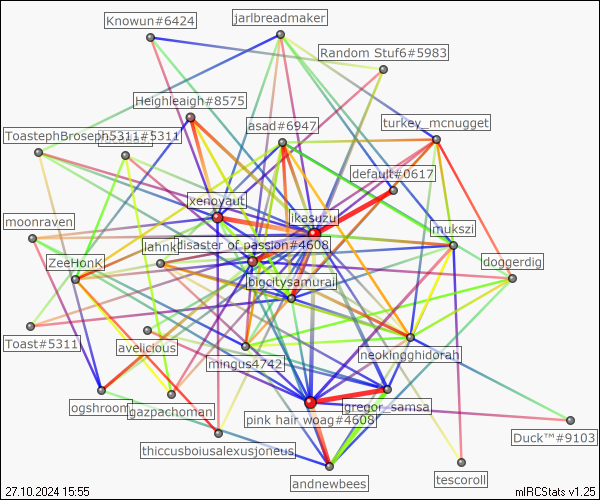 Knowun#6424
jarlbreadmaker
Random Stuf6#5983
Heighleaigh#8575
asad#6947
turkey_mcnugget
ToastephBroseph5311#5311
default#0617
xenoyaut
ikasuzu
moonraven
mukszi
disaster of passion#4608
ZeeHonk
doggerdig
bigcitysamurai
Toast#5311
avelicious
neokingghidorah
mingus4742
ogshroom
gazpachoman
gregor_samsa
pink hair woag#4608
thiccusboiusalexusjoneus
Duck™#9103
tescoroll
andnewbees
27.10.2024 15:55
mIRCStats v1.25